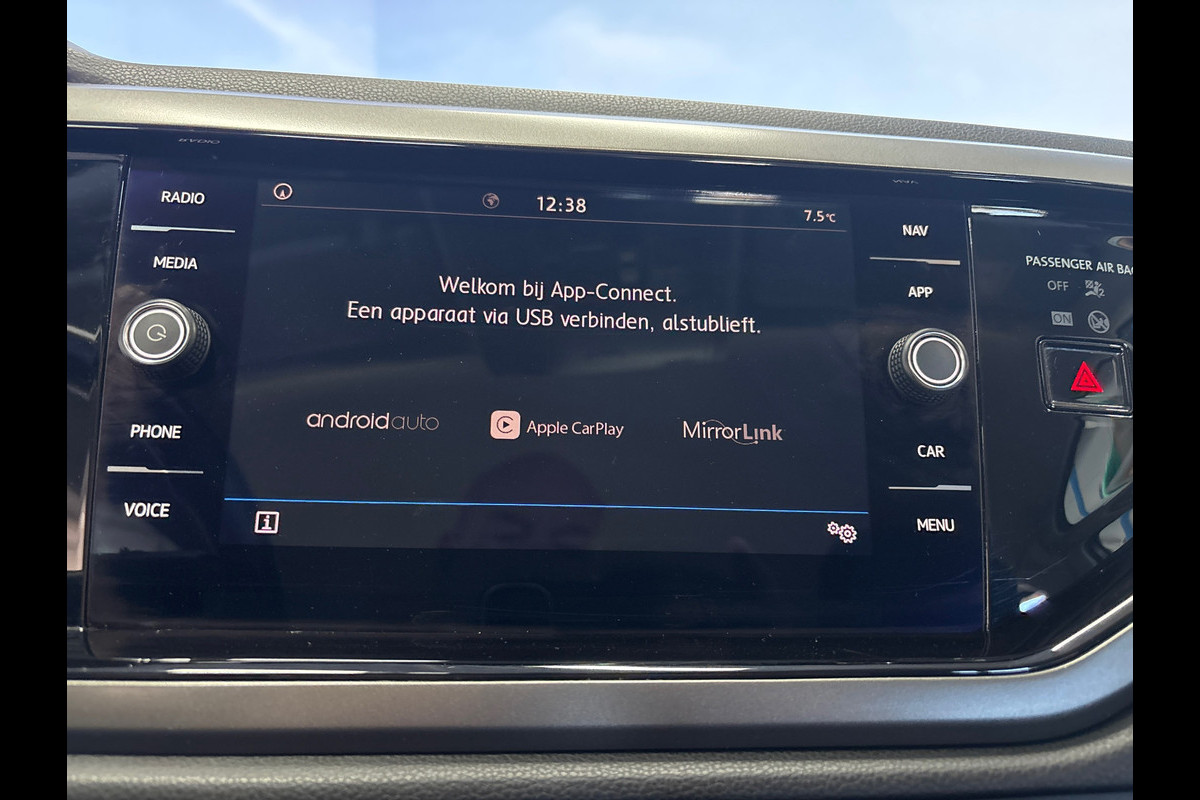 RADIO
MEDIA
PHONE
VOICE
12:38
7.5°C
Welkom bij App-Connect.
Een apparaat via USB verbinden, alstublieft.
androidauto
Apple CarPlay
MirrorLink
i
NAV
APP
CAR
MENU
PASSENGER AIR BAG
OFF
ON